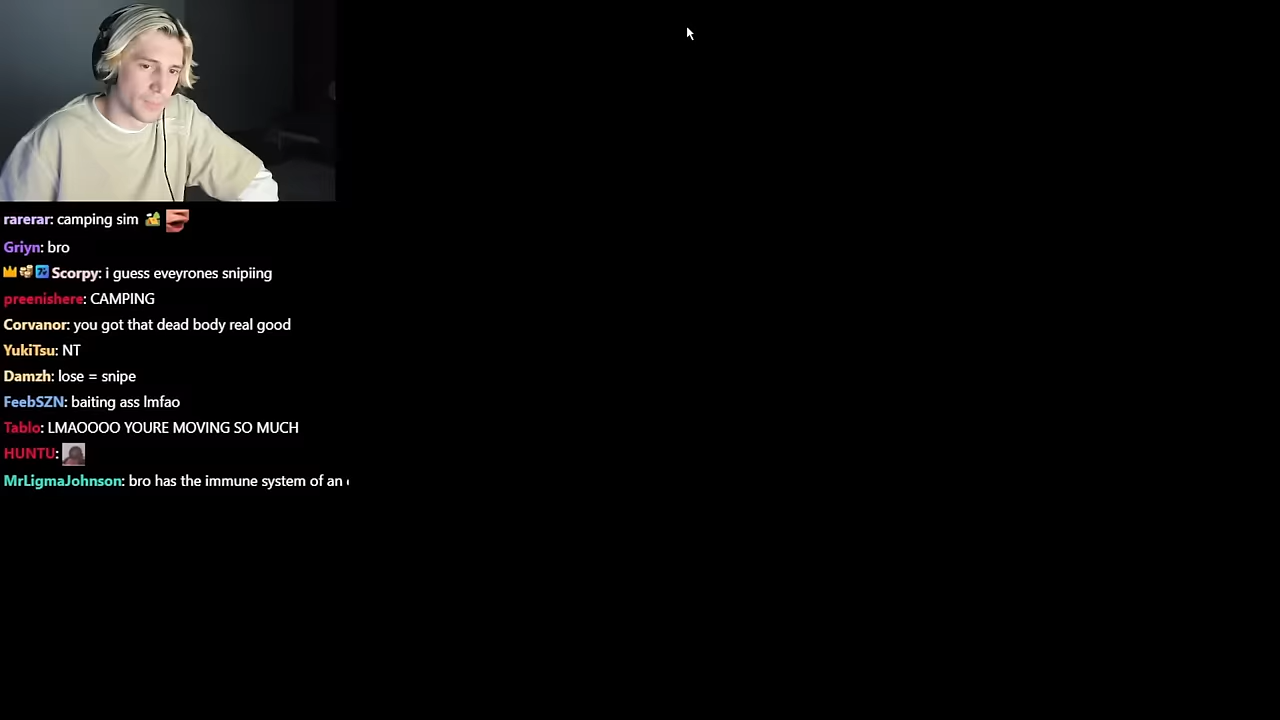 rarerar: camping sim
Griyn: bro
Scorpy: i guess eveyrones snipiing
preenishere: CAMPING
Corvanor: you got that dead body real good
YukiTsu: NT
Damzh: lose = snipe
FeebSZN: baiting ass lmfao
Tablo: LMAOOOO YOURE MOVING SO MUCH
HUNTU:
MrLigmaJohnson: bro has the immune system of an